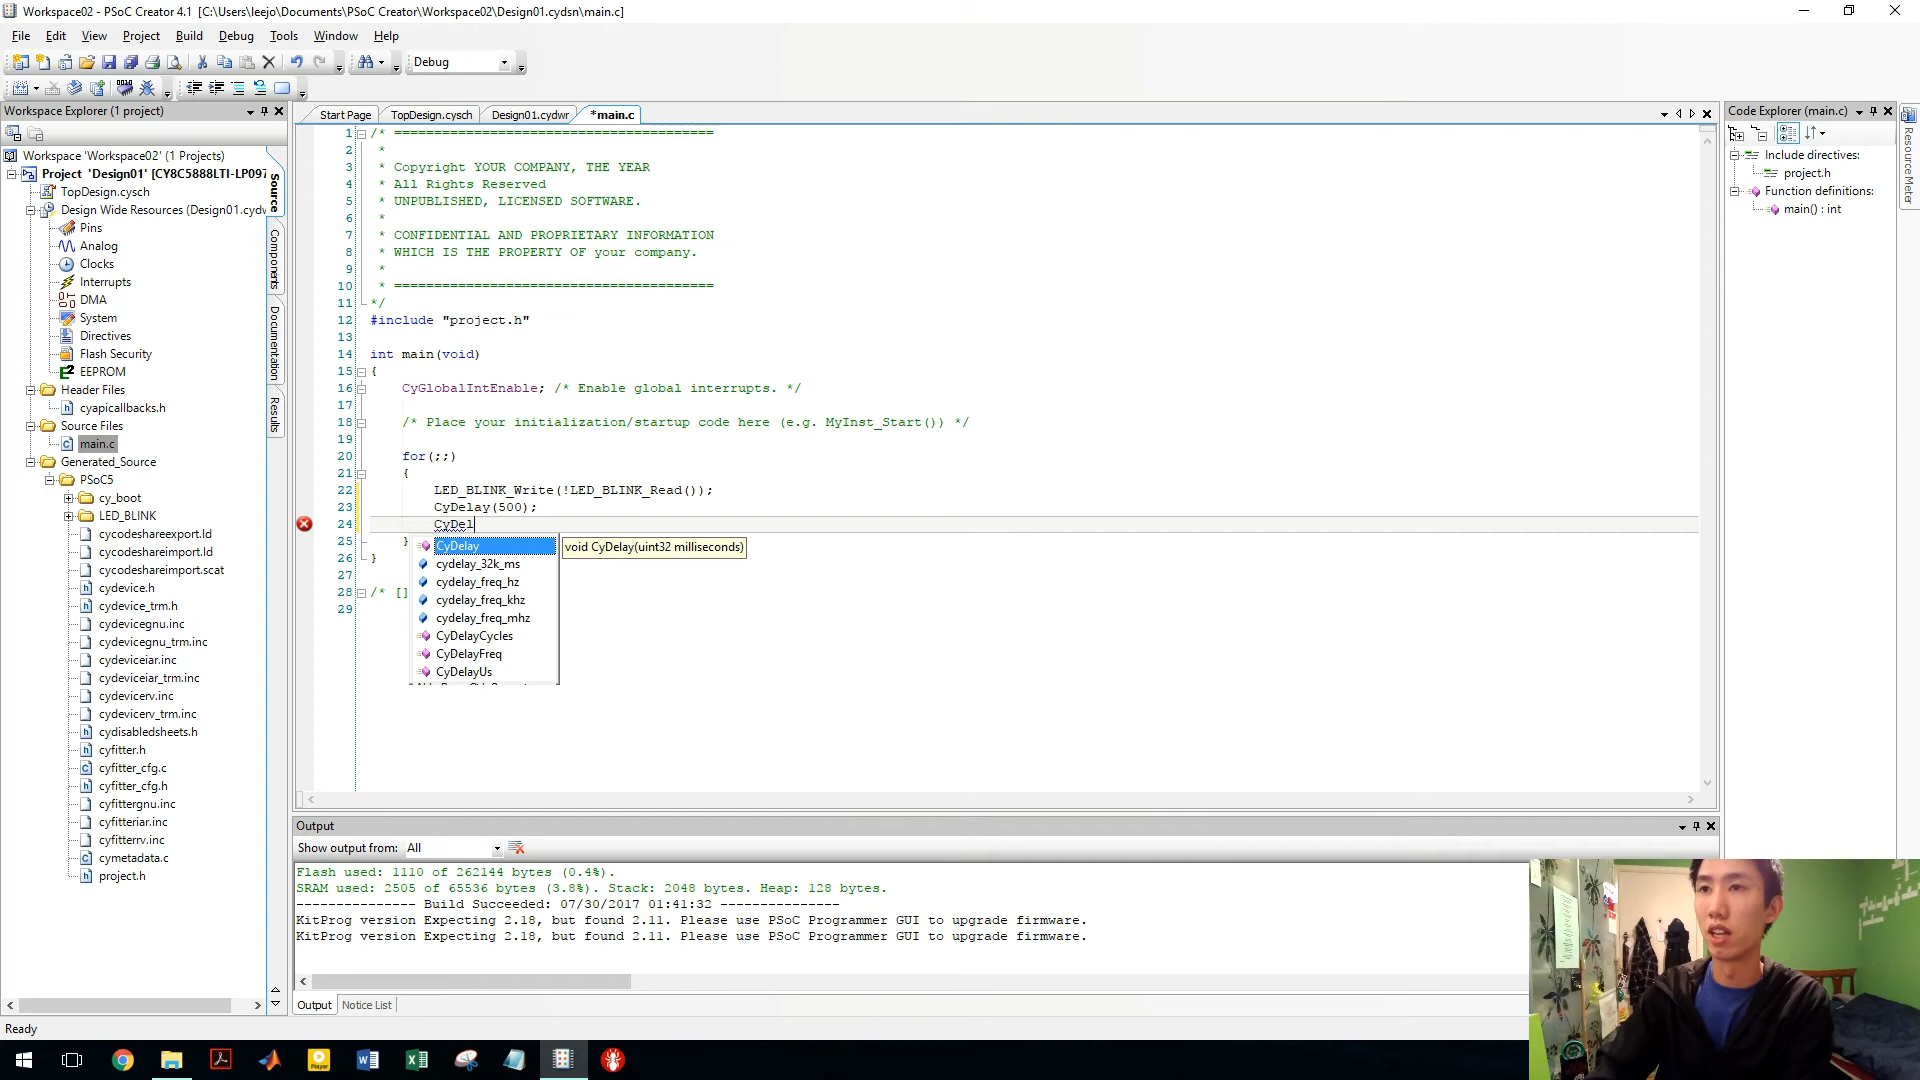 Workspace02 - PSoC Creator 4.1 [C:\Users\leejo\Documents\PSoC Creator\Workspace02\Design01.cydsn\main.c]
File Edit View Project Build Debug Tools Window Help
Debug
Workspace Explorer (1 project)
Workspace 'Workspace02' (1 Projects)
Project 'Design01' [CY8C5888LTI-LP097
TopDesign.cysch
Design Wide Resources (Design01.cydw
Pins
Analog
Clocks
Interrupts
DMA
System
Directives
Flash Security
EEPROM
Header Files
cyapicallbacks.h
Source Files
main.c
Generated_Source
PSoC5
cy_boot
LED_BLINK
cycodeshareexport.ld
cycodeshareimport.ld
cycodeshareimport.scat
cydevice.h
cydevice_trm.h
cydevicegnu.inc
cydevicegnu_trm.inc
cydeviceiar.inc
cydeviceiar_trm.inc
cydevicerv.inc
cydevicerv_trm.inc
cydisabledsheets.h
cyfitter.h
cyfitter_cfg.c
cyfitter_cfg.h
cyfittergnu.inc
cyfitteriar.inc
cyfitterrv.inc
cymetadata.c
project.h
Source
Components
Documentation
Results
Start Page TopDesign.cysch Design01.cydwr *main.c
1 /* ========================================
2 *
3 * Copyright YOUR COMPANY, THE YEAR
4 * All Rights Reserved
5 * UNPUBLISHED, LICENSED SOFTWARE.
6 *
7 * CONFIDENTIAL AND PROPRIETARY INFORMATION
8 * WHICH IS THE PROPERTY OF your company.
9 *
10 * ========================================
11 */
12 #include "project.h"
13
14 int main(void)
15 {
16 CyGlobalIntEnable; /* Enable global interrupts. */
17
18 /* Place your initialization/startup code here (e.g. MyInst_Start()) */
19
20 for(;;)
21 {
22 LED_BLINK_Write(!LED_BLINK_Read());
23 CyDelay(500);
24 CyDel
25 }
26 }
27
28 /* []
29
CyDelay
cydelay_32k_ms
cydelay_freq_hz
cydelay_freq_khz
cydelay_freq_mhz
CyDelayCycles
CyDelayFreq
CyDelayUs
void CyDelay(uint32 milliseconds)
Code Explorer (main.c)
Include directives:
project.h
Function definitions:
main() : int
Resource Meter
Output
Show output from: All
Flash used: 1110 of 262144 bytes (0.4%).
SRAM used: 2505 of 65536 bytes (3.8%). Stack: 2048 bytes. Heap: 128 bytes.
--------------- Build Succeeded: 07/30/2017 01:41:32 ---------------
KitProg version Expecting 2.18, but found 2.11. Please use PSoC Programmer GUI to upgrade firmware.
KitProg version Expecting 2.18, but found 2.11. Please use PSoC Programmer GUI to upgrade firmware.
Output Notice List
Ready
Player